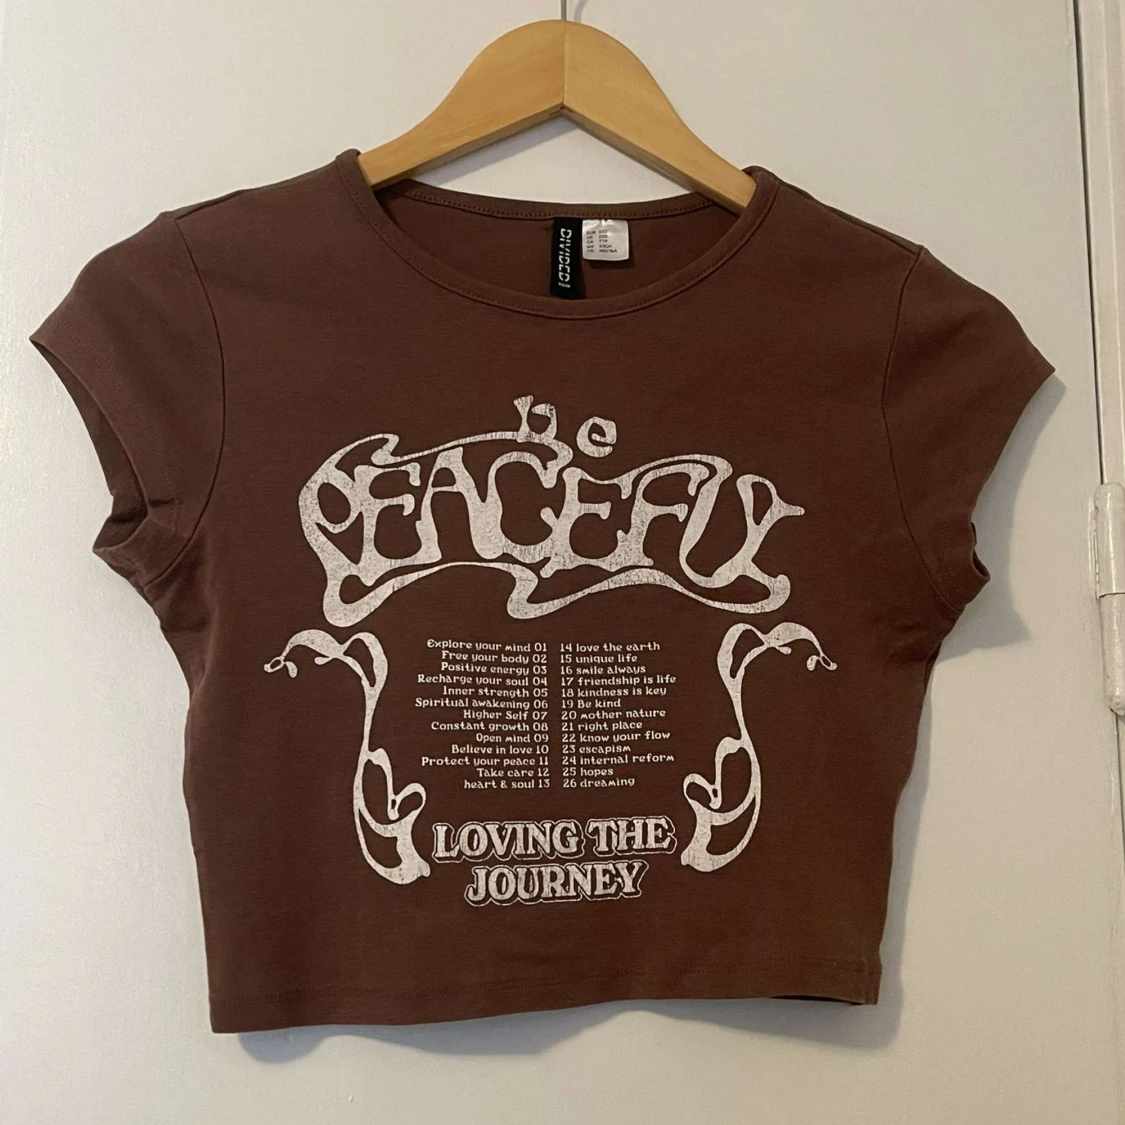 DIVIDED
be
PEACEFUL
Explore your mind 01
Free your body 02
Positive energy 03
Recharge your soul 04
Inner strength 05
Spiritual awakening 06
Higher Self 07
Constant growth 08
Open mind 09
Believe in love 10
Protect your peace 11
Take care 12
heart & soul 13
14 love the earth
15 unique life
16 smile always
17 friendship is life
18 kindness is key
19 Be kind
20 mother nature
21 right place
22 know your flow
23 escapism
24 internal reform
25 hopes
26 dreaming
LOVING THE
JOURNEY